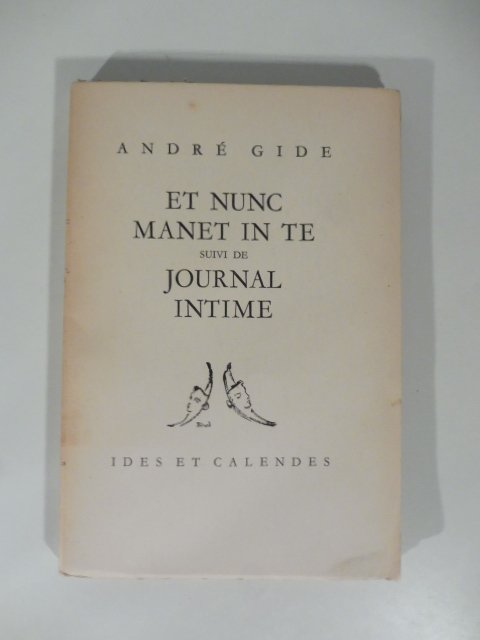 ANDRÉ GIDE
ET NUNC
MANET IN TE
SUIVI DE
JOURNAL
INTIME
IDES ET CALENDES